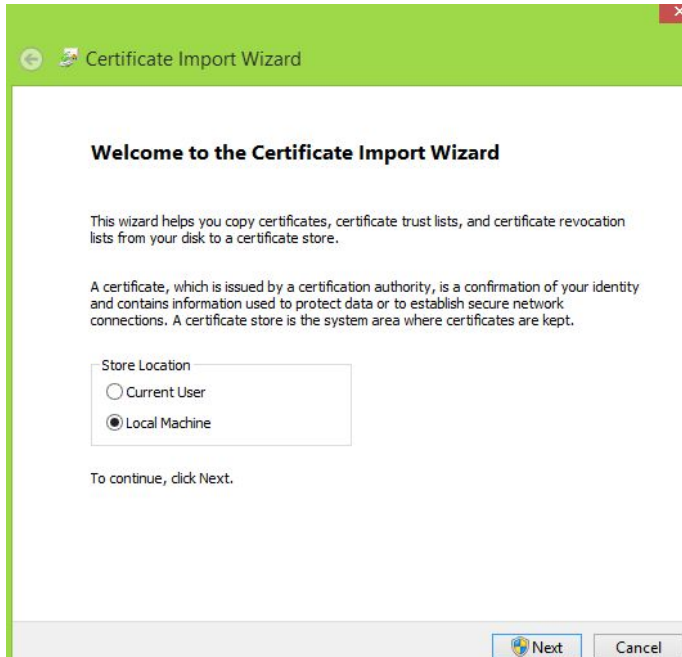 Certificate Import Wizard
Welcome to the Certificate Import Wizard
This wizard helps you copy certificates, certificate trust lists, and certificate revocation
lists from your disk to a certificate store.
A certificate, which is issued by a certification authority, is a confirmation of your identity
and contains information used to protect data or to establish secure network
connections. A certificate store is the system area where certificates are kept.
Store Location
Current User
Local Machine
To continue, click Next.
Next Cancel